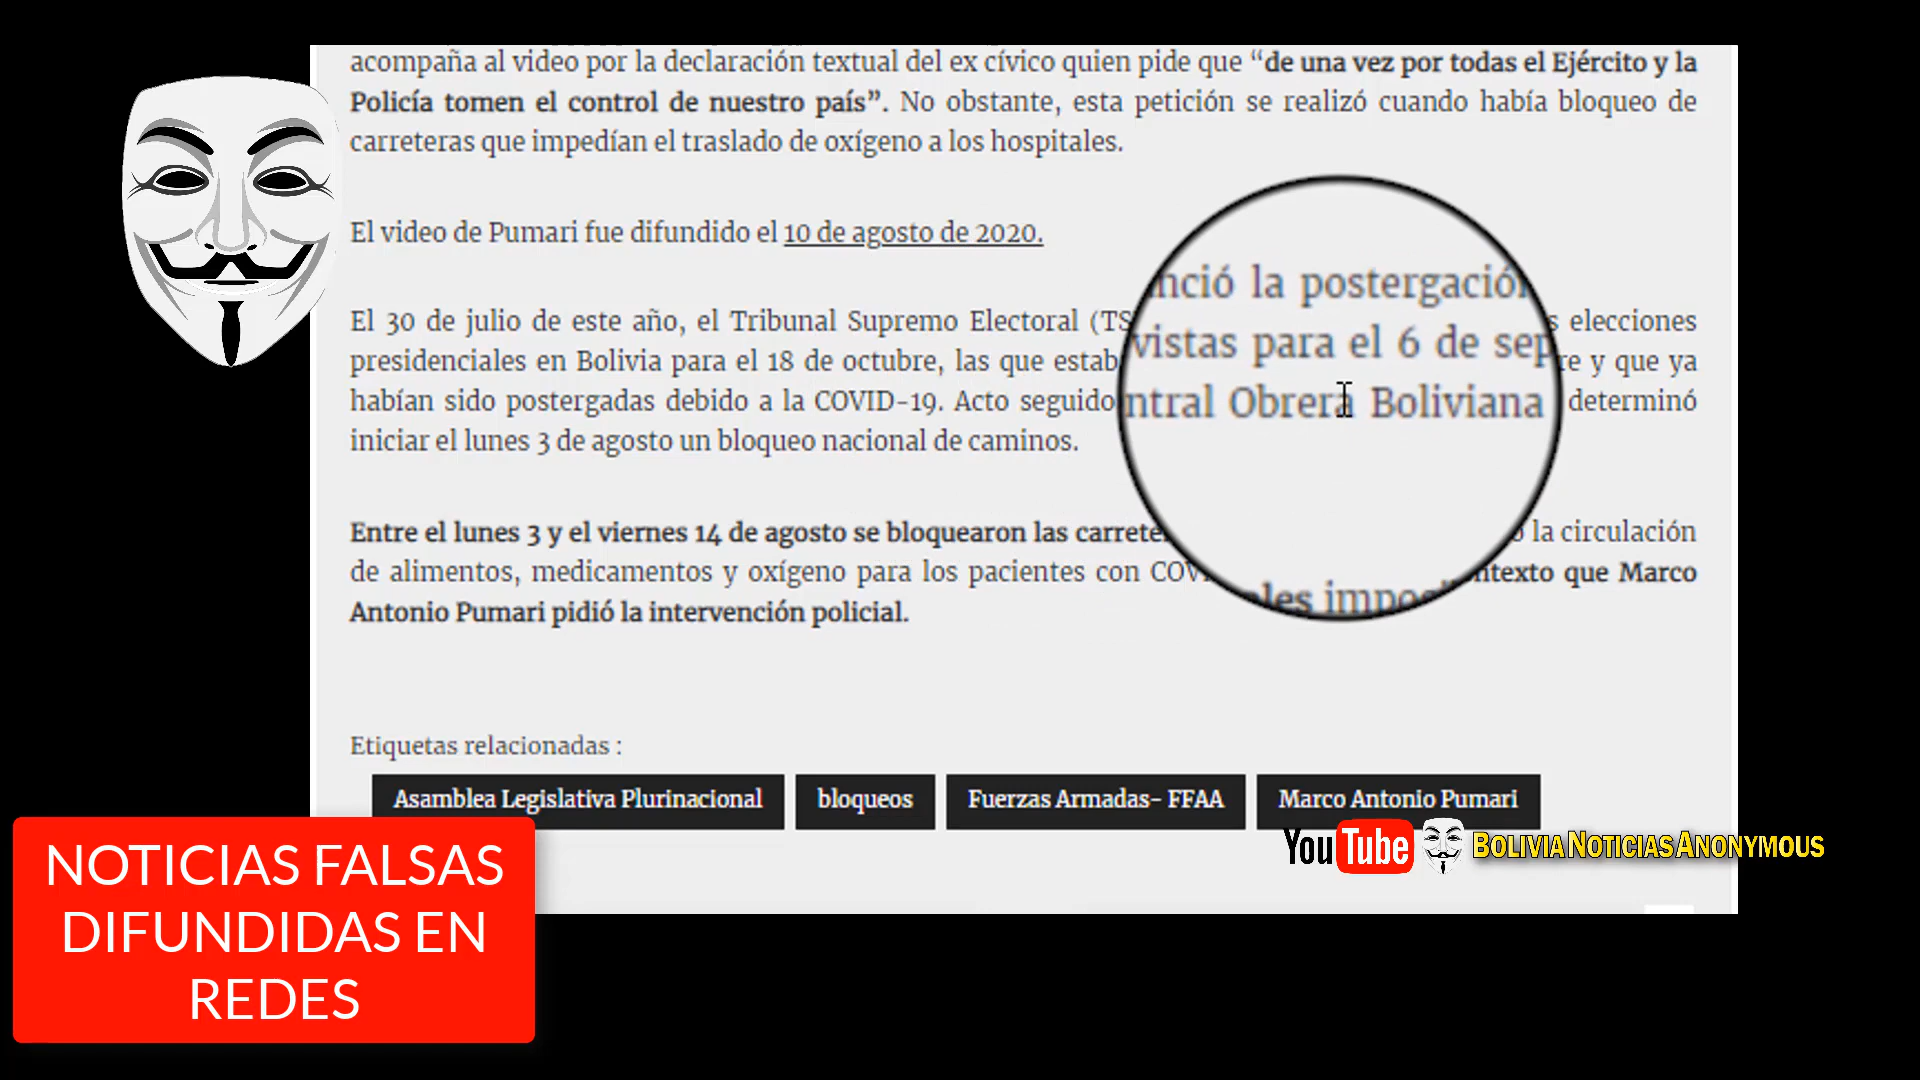 acompaña al video por la declaración textual del ex cívico quien pide que “de una vez por todas el Ejército y la
Policía tomen el control de nuestro país”. No obstante, esta petición se realizó cuando había bloqueo de
carreteras que impedían el traslado de oxígeno a los hospitales.
El video de Pumari fue difundido el 10 de agosto de 2020.
nció la postergación
El 30 de julio de este año, el Tribunal Supremo Electoral (TS s elecciones
vistas para el 6 de sep
presidenciales en Bolivia para el 18 de octubre, las que estab re y que ya
habían sido postergadas debido a la COVID-19. Acto seguido ntral Obrera Boliviana determinó
iniciar el lunes 3 de agosto un bloqueo nacional de caminos.
Entre el lunes 3 y el viernes 14 de agosto se bloquearon las carrete o la circulación
de alimentos, medicamentos y oxígeno para los pacientes con COV ntexto que Marco
ales impos
Antonio Pumari pidió la intervención policial.
Etiquetas relacionadas :
Asamblea Legislativa Plurinacional bloqueos Fuerzas Armadas- FFAA Marco Antonio Pumari
YouTube BOLIVIA NOTICIAS ANONYMOUS
NOTICIAS FALSAS
DIFUNDIDAS EN
REDES